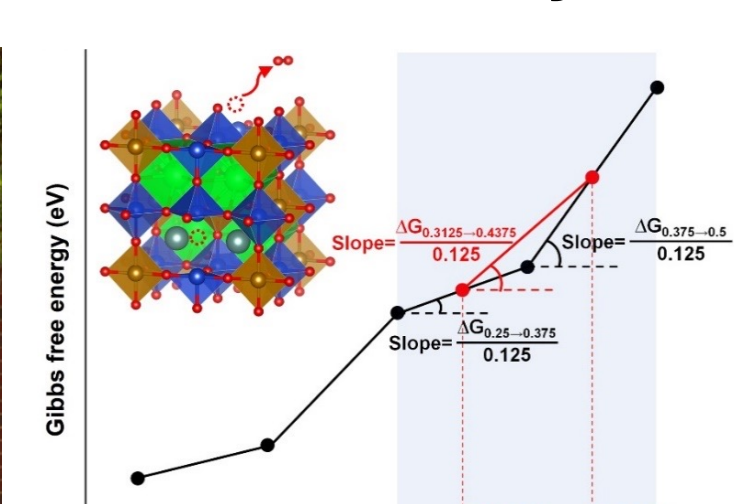 Gibbs free energy (eV)
Slope= ΔG0.3125→0.4375
0.125
Slope= ΔG0.375→0.5
0.125
Slope= ΔG0.25→0.375
0.125